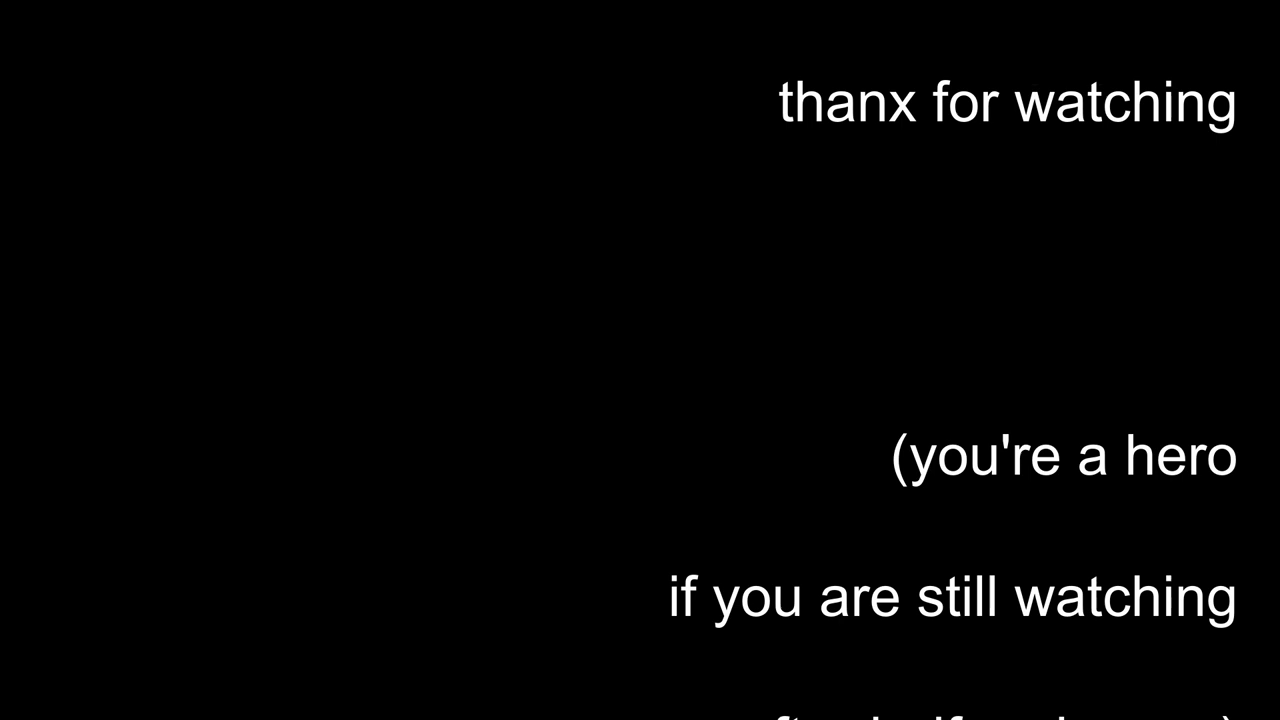 thanx for watching
(you're a hero
if you are still watching